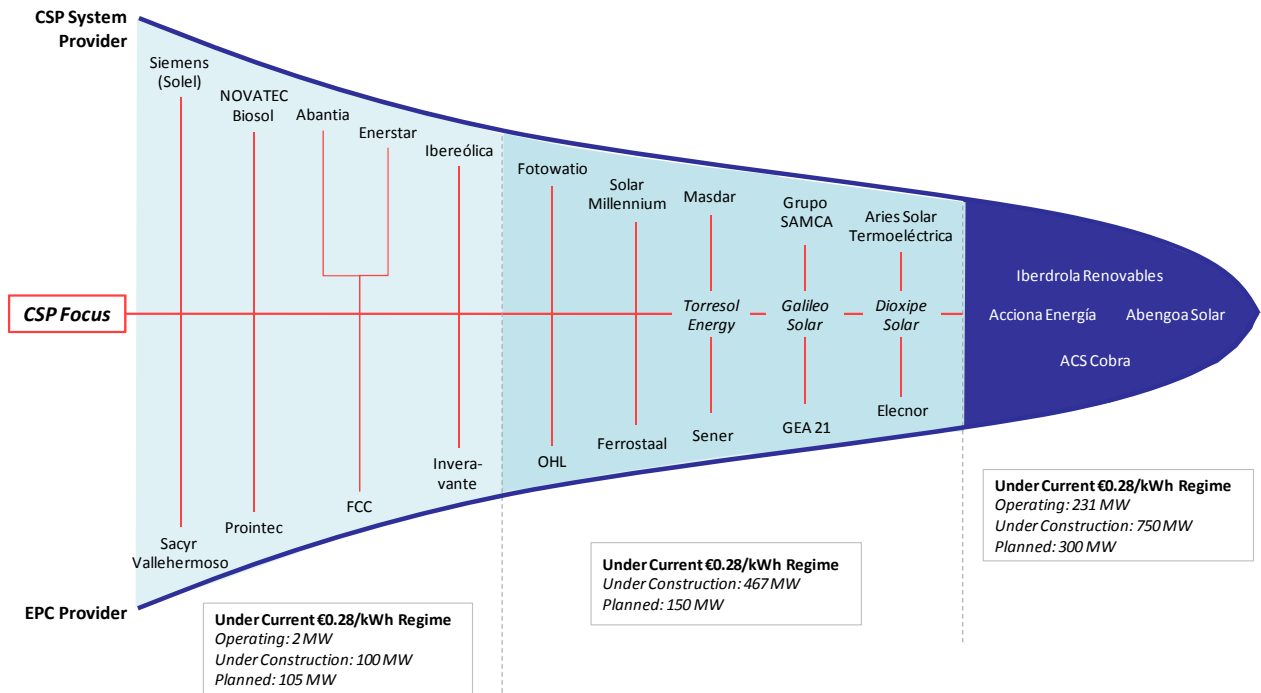 CSP System
Provider
Siemens
(Solel)
NOVATEC
Biosol
Abantia
Enerstar
Ibereólica
Fotowatio
Solar
Millennium
Masdar
Grupo
SAMCA
Aries Solar
Termoeléctrica
Iberdrola Renovables
CSP Focus
Torresol
Energy
Galileo
Solar
Dioxipe
Solar
Acciona Energía
Abengoa Solar
ACS Cobra
Sacyr
Vallehermoso
Prointec
FCC
Invera-
vante
OHL
Ferrostaal
Sener
GEA 21
Elecnor
EPC Provider
Under Current €0.28/kWh Regime
Operating: 2 MW
Under Construction: 100 MW
Planned: 105 MW
Under Current €0.28/kWh Regime
Under Construction: 467 MW
Planned: 150 MW
Under Current €0.28/kWh Regime
Operating: 231 MW
Under Construction: 750 MW
Planned: 300 MW